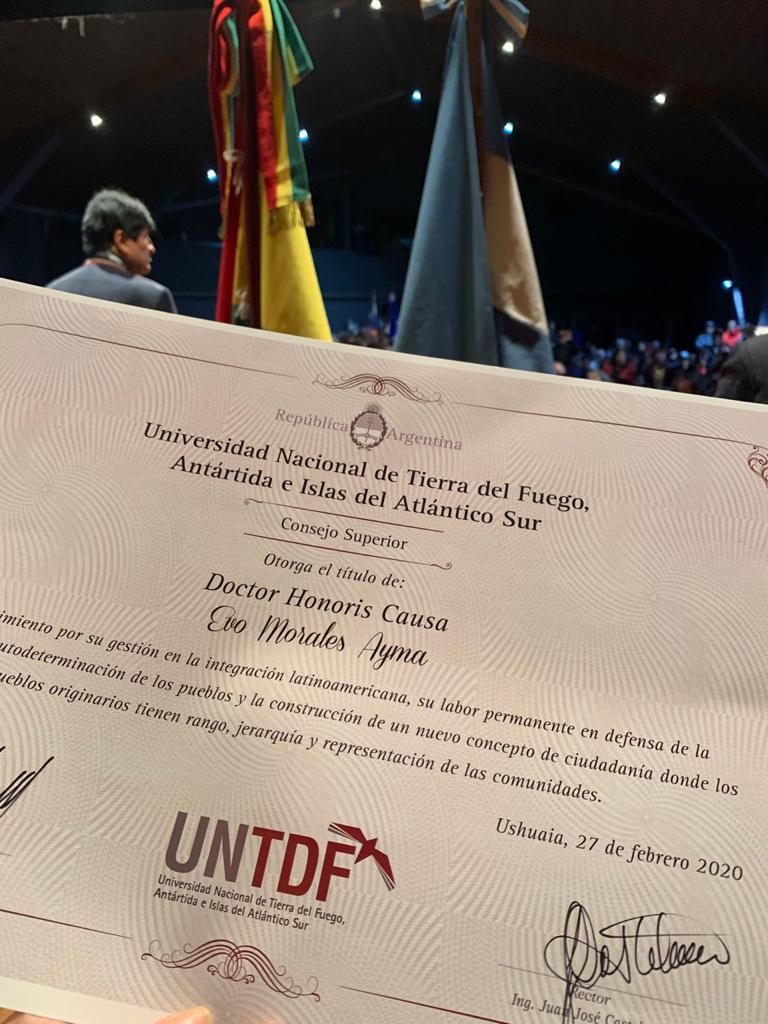 República Argentina
Universidad Nacional de Tierra del Fuego,
Antártida e Islas del Atlántico Sur
Consejo Superior
Otorga el título de:
Doctor Honoris Causa
Evo Morales Ayma
imiento por su gestión en la integración latinoamericana, su labor permanente en defensa de la
utodeterminación de los pueblos y la construcción de un nuevo concepto de ciudadanía donde los
ueblos originarios tienen rango, jerarquía y representación de las comunidades.
Ushuaia, 27 de febrero 2020
UNTDF
Universidad Nacional de Tierra del Fuego,
Antártida e Islas del Atlántico Sur
Rector
Ing. Juan José